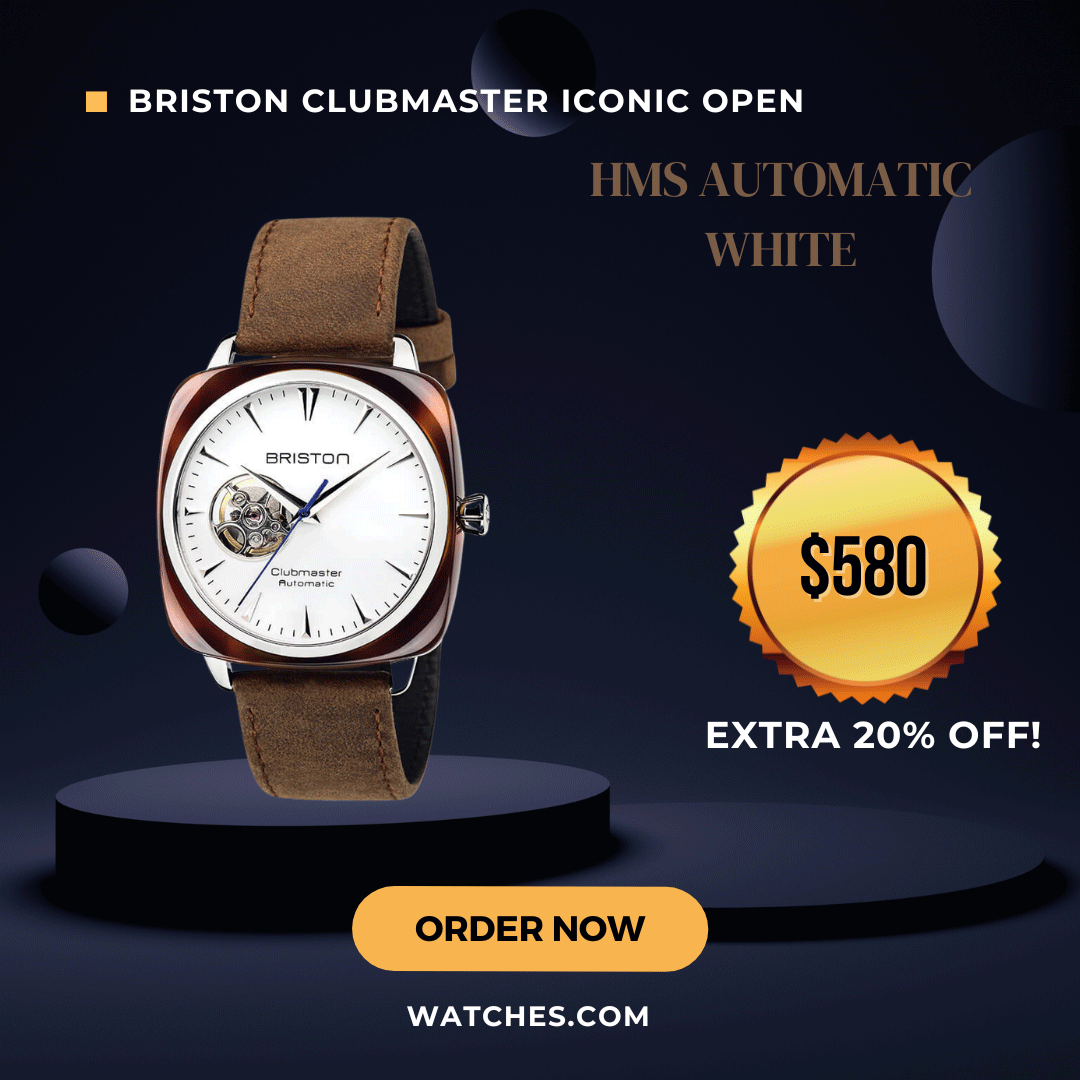 BRISTON CLUBMASTER ICONIC OPEN
HMS AUTOMATIC
WHITE
BRISTON
Clubmaster
Automatic
$580
EXTRA 20% OFF!
ORDER NOW
WATCHES.COM